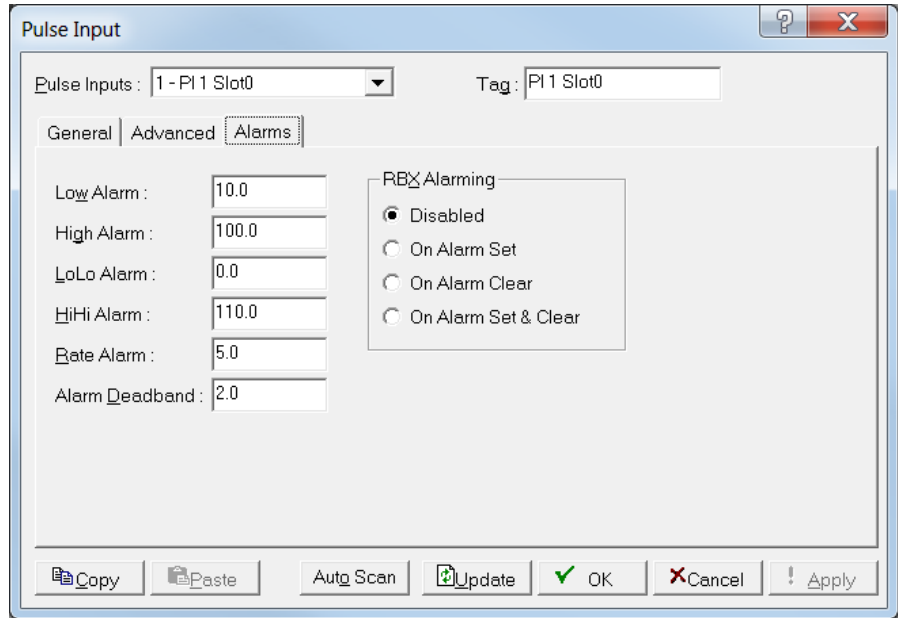 Pulse Input
Pulse Inputs : 1 - PI 1 Slot0 Tag : PI 1 Slot0
General Advanced Alarms
Low Alarm : 10.0
High Alarm : 100.0
LoLo Alarm : 0.0
HiHi Alarm : 110.0
Rate Alarm : 5.0
Alarm Deadband : 2.0
RBX Alarming
Disabled
On Alarm Set
On Alarm Clear
On Alarm Set & Clear
Copy Paste Auto Scan Update OK Cancel ! Apply